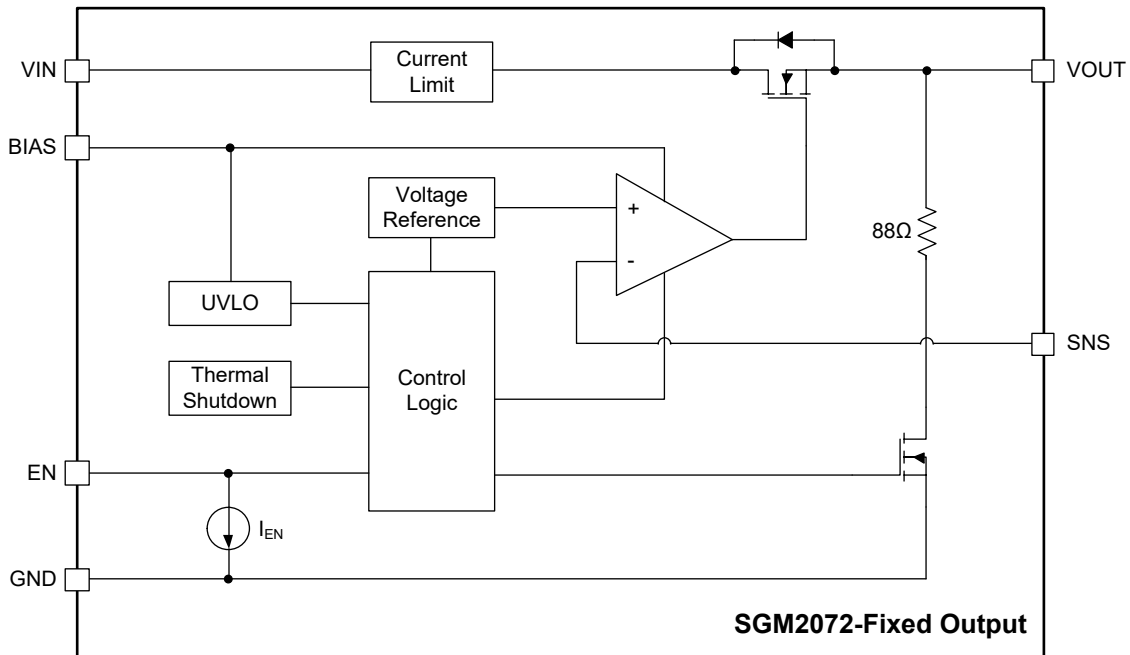 VIN
Current
Limit
VOUT
BIAS
Voltage
Reference
+
-
88Ω
UVLO
SNS
Thermal
Shutdown
Control
Logic
EN
I_EN
GND
SGM2072-Fixed Output